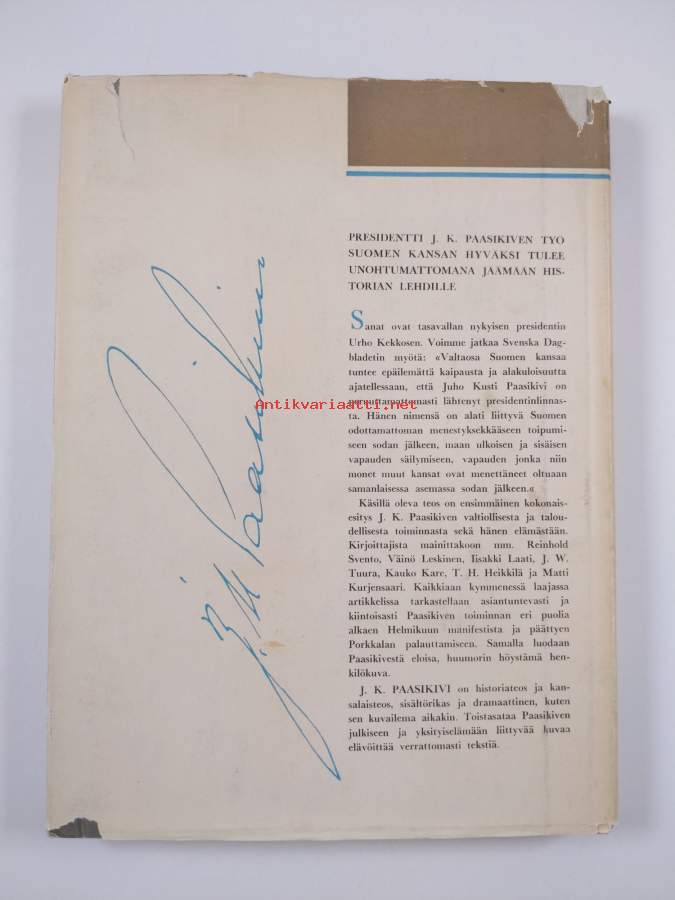 PRESIDENTTI J. K. PAASIKIVEN TYÖ
SUOMEN KANSAN HYVÄKSI TULEE
UNOHTUMATTOMANA JÄÄMÄÄN HIS-
TORIAN LEHDILLE
Sanat ovat tasavallan nykyisen presidentin
Urho Kekkosen. Voimme jatkaa Svenska Dag-
bladetin myötä: «Valtaosa Suomen kansaa
tuntee epäilemättä kaipausta ja alakuloisuutta
ajatellessaan, että Juho Kusti Paasikivi on
peruuttamattomasti lähtenyt presidentinlinnas-
ta. Hänen nimensä on alati liittyvä Suomen
odottamattoman menestyksekkääseen toipumi-
seen sodan jälkeen, maan ulkoisen ja sisäisen
vapauden säilymiseen, vapauden jonka niin
monet muut kansat ovat menettäneet oltuaan
samanlaisessa asemassa sodan jälkeen.«
Käsillä oleva teos on ensimmäinen kokonais-
esitys J. K. Paasikiven valtiollisesta ja talou-
dellisesta toiminnasta sekä hänen elämästään.
Kirjoittajista mainittakoon mm. Reinhold
Svento, Väinö Leskinen, Iisakki Laati, J. W.
Tuura, Kauko Kare, T. H. Heikkilä ja Matti
Kurjensaari. Kaikkiaan kymmenessä laajassa
artikkelissa tarkastellaan asiantuntevasti ja
kiintoisasti Paasikiven toiminnan eri puolia
alkaen Helmikuun manifestista ja päättyen
Porkkalan palauttamiseen. Samalla luodaan
Paasikivestä eloisa, huumorin höystämä hen-
kilökuva.
J. K. PAASIKIVI on historiateos ja kan-
salaisteos, sisältörikas ja dramaattinen, kuten
sen kuvailema aikakin. Toistasataa Paasikiven
julkiseen ja yksityiselämään liittyvää kuvaa
elävöittää verrattomasti tekstiä.
J. K. Paasikivi
Antikvariaatti.net